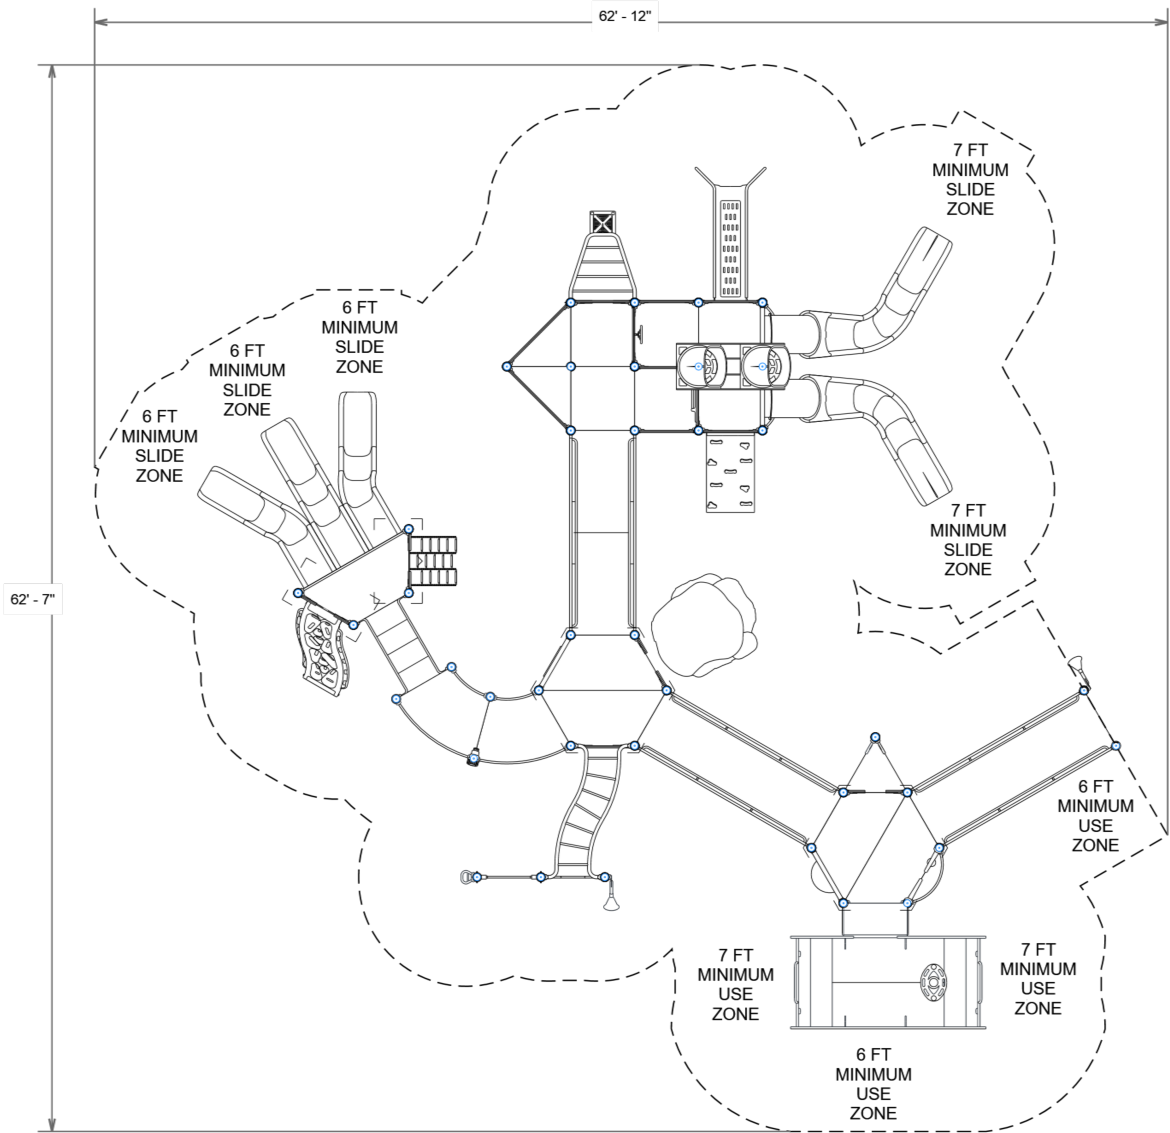 62' - 12"
7 FT
MINIMUM
SLIDE
ZONE
6 FT
MINIMUM
SLIDE
ZONE
6 FT
MINIMUM
SLIDE
ZONE
6 FT
MINIMUM
SLIDE
ZONE
7 FT
MINIMUM
SLIDE
ZONE
62' - 7"
6 FT
MINIMUM
USE
ZONE
7 FT
MINIMUM
USE
ZONE
7 FT
MINIMUM
USE
ZONE
6 FT
MINIMUM
USE
ZONE